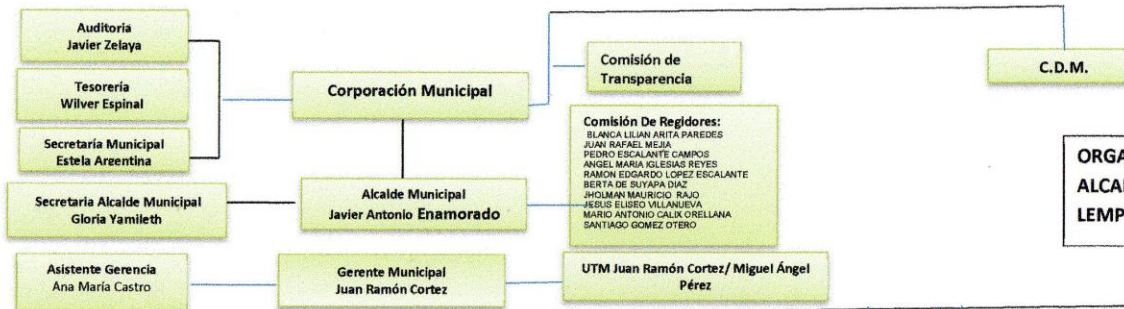 Auditoria
Javier Zelaya
Tesorería
Wilver Espinal
Secretaría Municipal
Estela Argentina
Secretaria Alcalde Municipal
Gloria Yamileth
Asistente Gerencia
Ana María Castro
Corporación Municipal
Alcalde Municipal
Javier Antonio Enamorado
Gerente Municipal
Juan Ramón Cortez
Comisión de
Transparencia
Comisión De Regidores:
BLANCA LILIAN ARITA PAREDES
JUAN RAFAEL MEJIA
PEDRO ESCALANTE CAMPOS
ANGEL MARIA IGLESIAS REYES
RAMON EDGARDO LOPEZ ESCALANTE
BERTA DE SUYAPA DIAZ
JHOLMAN MAURICIO RAJO
JESUS ELISEO VILLANUEVA
MARIO ANTONIO CALIX ORELLANA
SANTIAGO GOMEZ OTERO
UTM Juan Ramón Cortez/ Miguel Ángel
Pérez
C.D.M.
ORGA
ALCA
LEMP